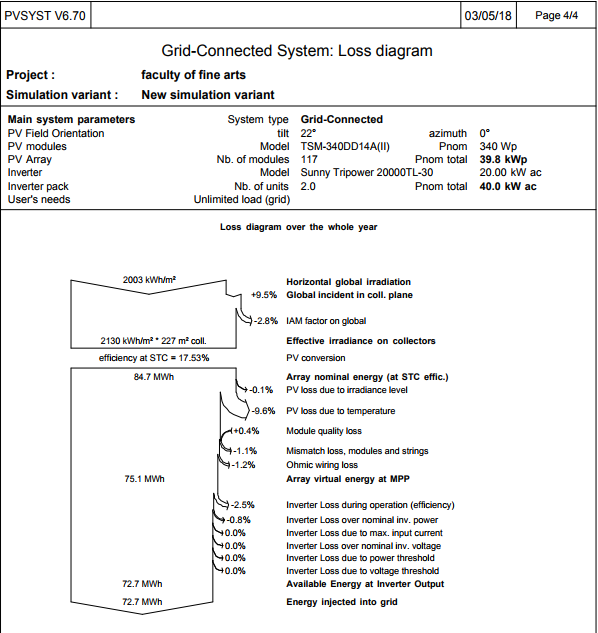 PVSYST V6.70 03/05/18 Page 4/4
Grid-Connected System: Loss diagram
Project : faculty of fine arts
Simulation variant : New simulation variant
Main system parameters System type Grid-Connected
PV Field Orientation tilt 22° azimuth 0°
PV modules Model TSM-340DD14A(II) Pnom 340 Wp
PV Array Nb. of modules 117 Pnom total 39.8 kWp
Inverter Model Sunny Tripower 20000TL-30 20.00 kW ac
Inverter pack Nb. of units 2.0 Pnom total 40.0 kW ac
User's needs Unlimited load (grid)
Loss diagram over the whole year
2003 kWh/m² Horizontal global irradiation
+9.5% Global incident in coll. plane
-2.8% IAM factor on global
2130 kWh/m² * 227 m² coll. Effective irradiance on collectors
efficiency at STC = 17.53% PV conversion
84.7 MWh Array nominal energy (at STC effic.)
-0.1% PV loss due to irradiance level
-9.6% PV loss due to temperature
+0.4% Module quality loss
-1.1% Mismatch loss, modules and strings
-1.2% Ohmic wiring loss
75.1 MWh Array virtual energy at MPP
-2.5% Inverter Loss during operation (efficiency)
-0.8% Inverter Loss over nominal inv. power
0.0% Inverter Loss due to max. input current
0.0% Inverter Loss over nominal inv. voltage
0.0% Inverter Loss due to power threshold
0.0% Inverter Loss due to voltage threshold
72.7 MWh Available Energy at Inverter Output
72.7 MWh Energy injected into grid